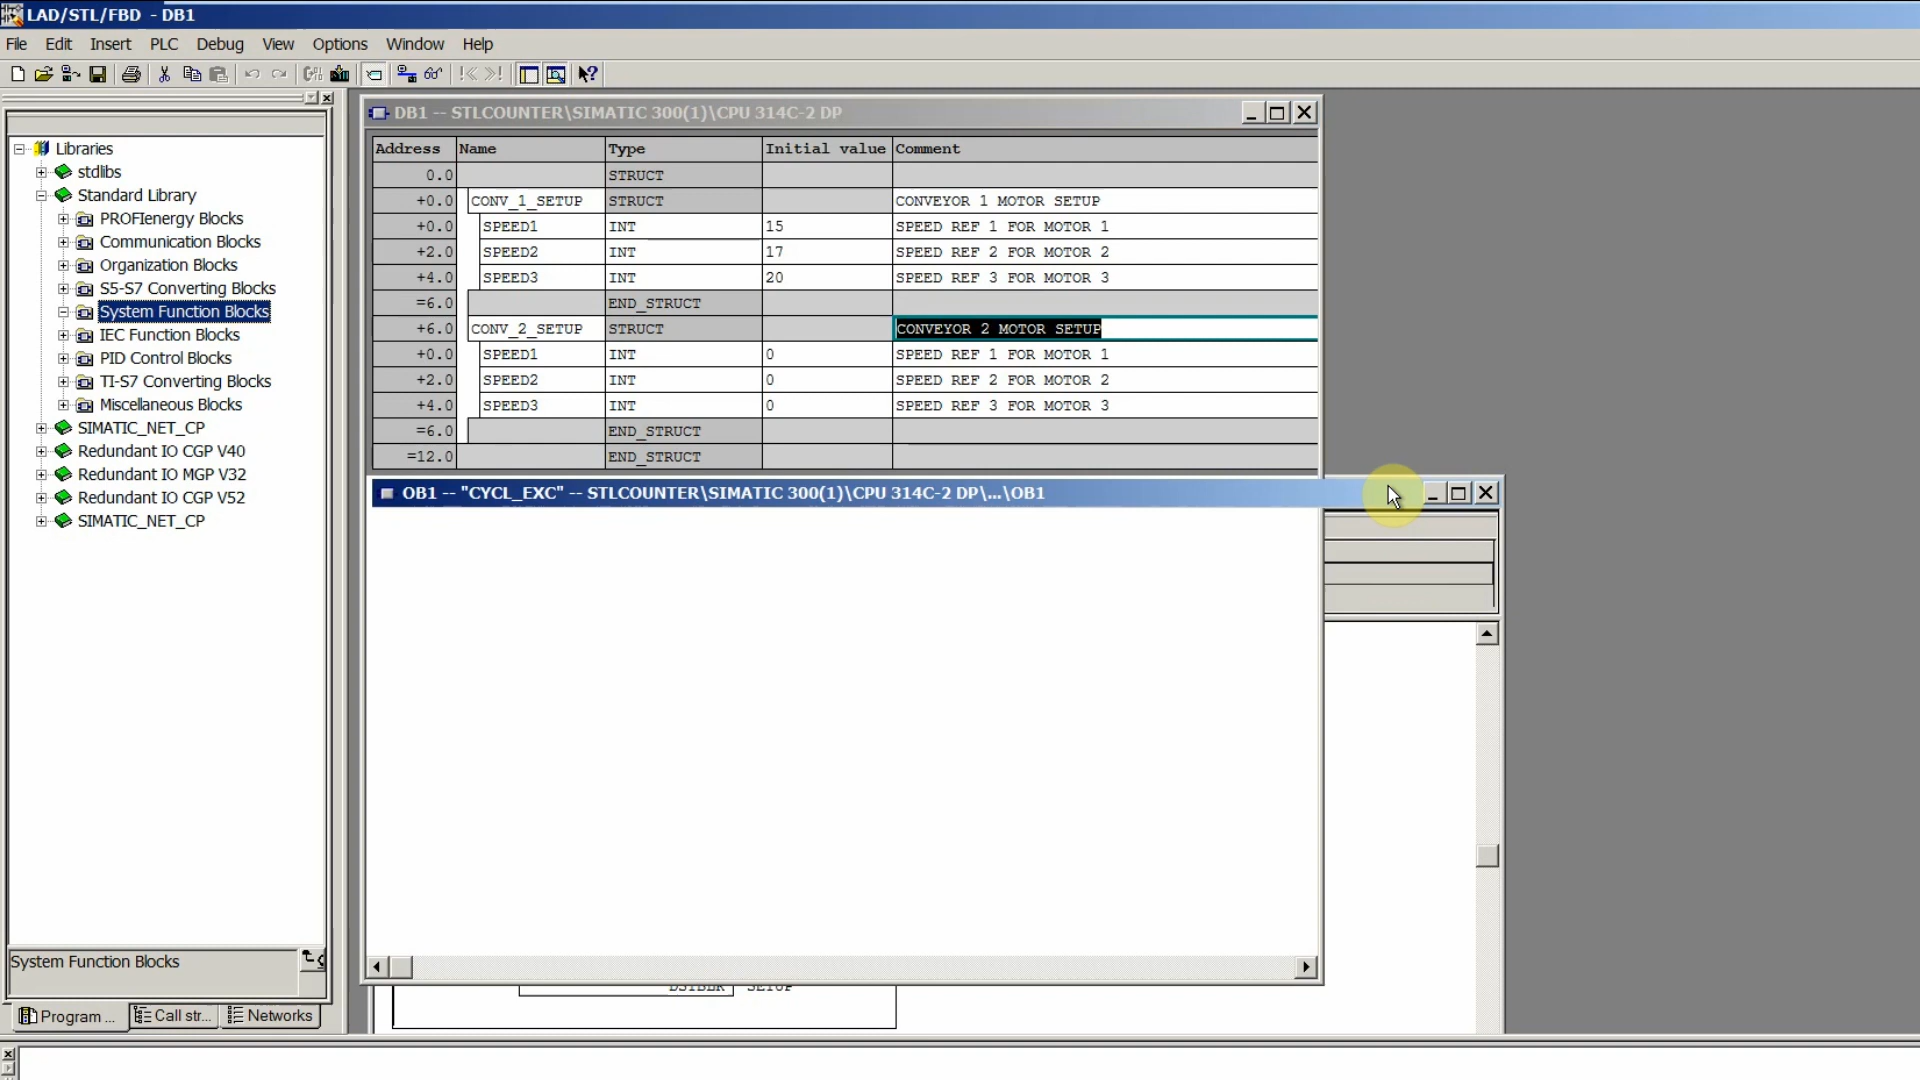 LAD/STL/FBD - DB1
File Edit Insert PLC Debug View Options Window Help
DB1 -- STLCOUNTER\SIMATIC 300(1)\CPU 314C-2 DP
Address Name Type Initial value Comment
0.0 STRUCT
+0.0 CONV_1_SETUP STRUCT CONVEYOR 1 MOTOR SETUP
+0.0 SPEED1 INT 15 SPEED REF 1 FOR MOTOR 1
+2.0 SPEED2 INT 17 SPEED REF 2 FOR MOTOR 2
+4.0 SPEED3 INT 20 SPEED REF 3 FOR MOTOR 3
=6.0 END_STRUCT
+6.0 CONV_2_SETUP STRUCT CONVEYOR 2 MOTOR SETUP
+0.0 SPEED1 INT 0 SPEED REF 1 FOR MOTOR 1
+2.0 SPEED2 INT 0 SPEED REF 2 FOR MOTOR 2
+4.0 SPEED3 INT 0 SPEED REF 3 FOR MOTOR 3
=6.0 END_STRUCT
=12.0 END_STRUCT
OB1 -- "CYCL_EXC" -- STLCOUNTER\SIMATIC 300(1)\CPU 314C-2 DP\...\OB1
Libraries
stdlibs
Standard Library
PROFIenergy Blocks
Communication Blocks
Organization Blocks
S5-S7 Converting Blocks
System Function Blocks
IEC Function Blocks
PID Control Blocks
TI-S7 Converting Blocks
Miscellaneous Blocks
SIMATIC_NET_CP
Redundant IO CGP V40
Redundant IO MGP V32
Redundant IO CGP V52
SIMATIC_NET_CP
System Function Blocks
Program ... Call str... Networks